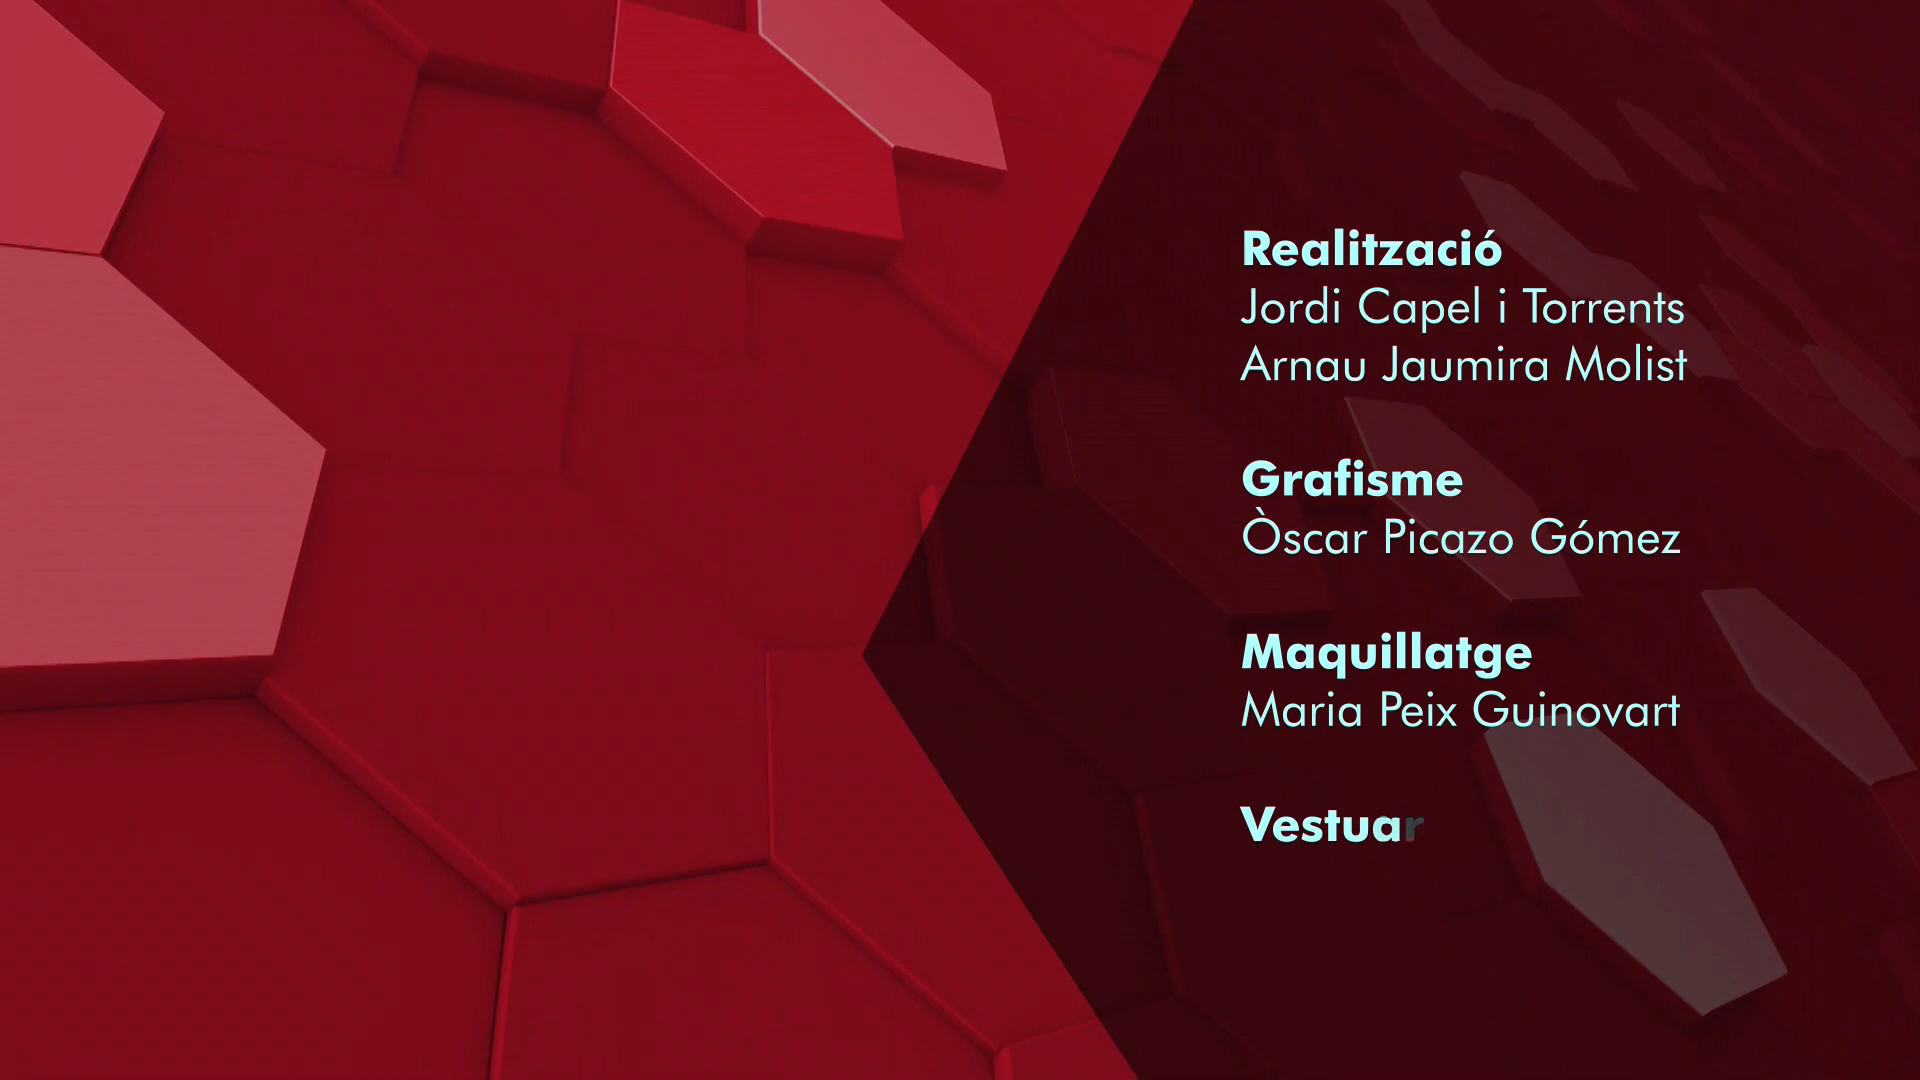 Realització
Jordi Capel i Torrents
Arnau Jaumira Molist
Grafisme
Òscar Picazo Gómez
Maquillatge
Maria Peix Guinovart
Vestuar